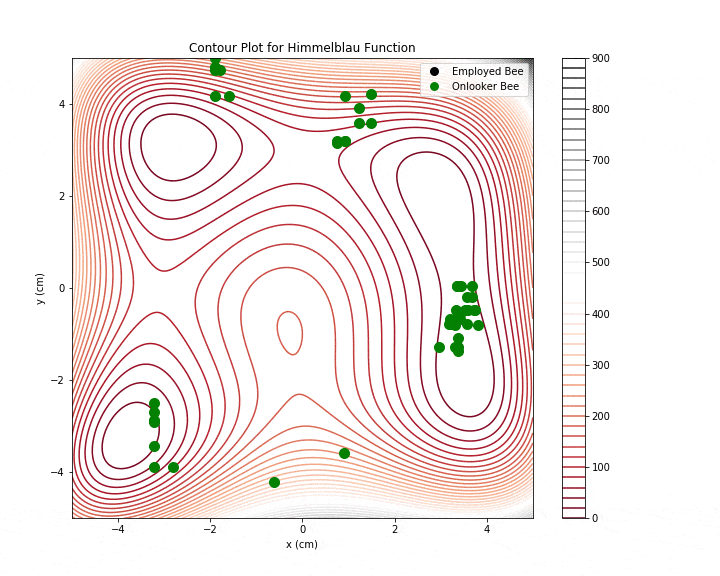 Contour Plot for Himmelblau Function
Employed Bee
Onlooker Bee
4
2
0
−2
−4
y (cm)
−4 −2 0 2 4
x (cm)
900
800
700
600
500
400
300
200
100
0